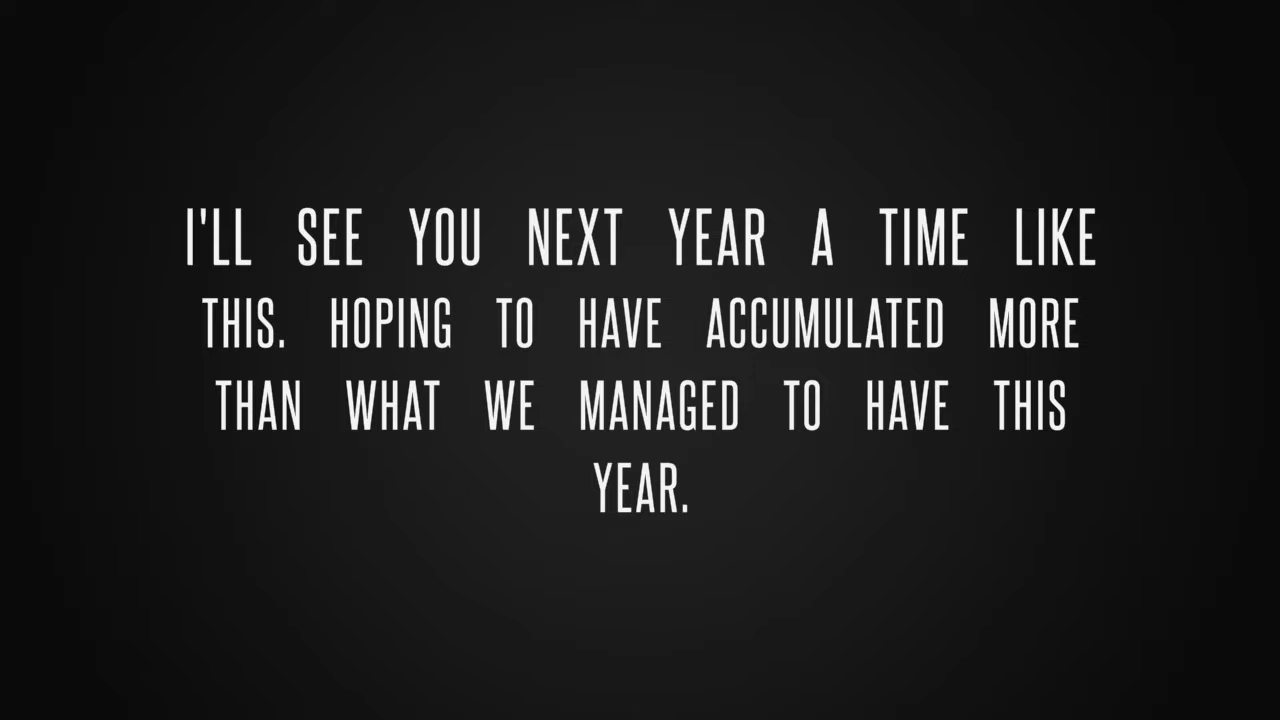 I'LL SEE YOU NEXT YEAR A TIME LIKE
THIS. HOPING TO HAVE ACCUMULATED MORE
THAN WHAT WE MANAGED TO HAVE THIS
YEAR.